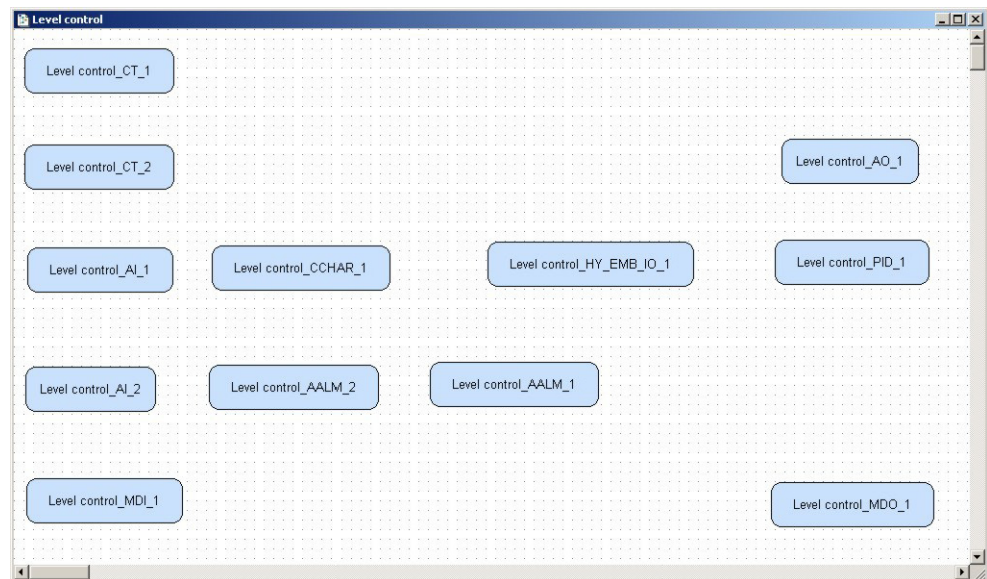 Level control
Level control_CT_1
Level control_CT_2
Level control_AO_1
Level control_AI_1
Level control_CCHAR_1
Level control_HY_EMB_IO_1
Level control_PID_1
Level control_AI_2
Level control_AALM_2
Level control_AALM_1
Level control_MDI_1
Level control_MDO_1